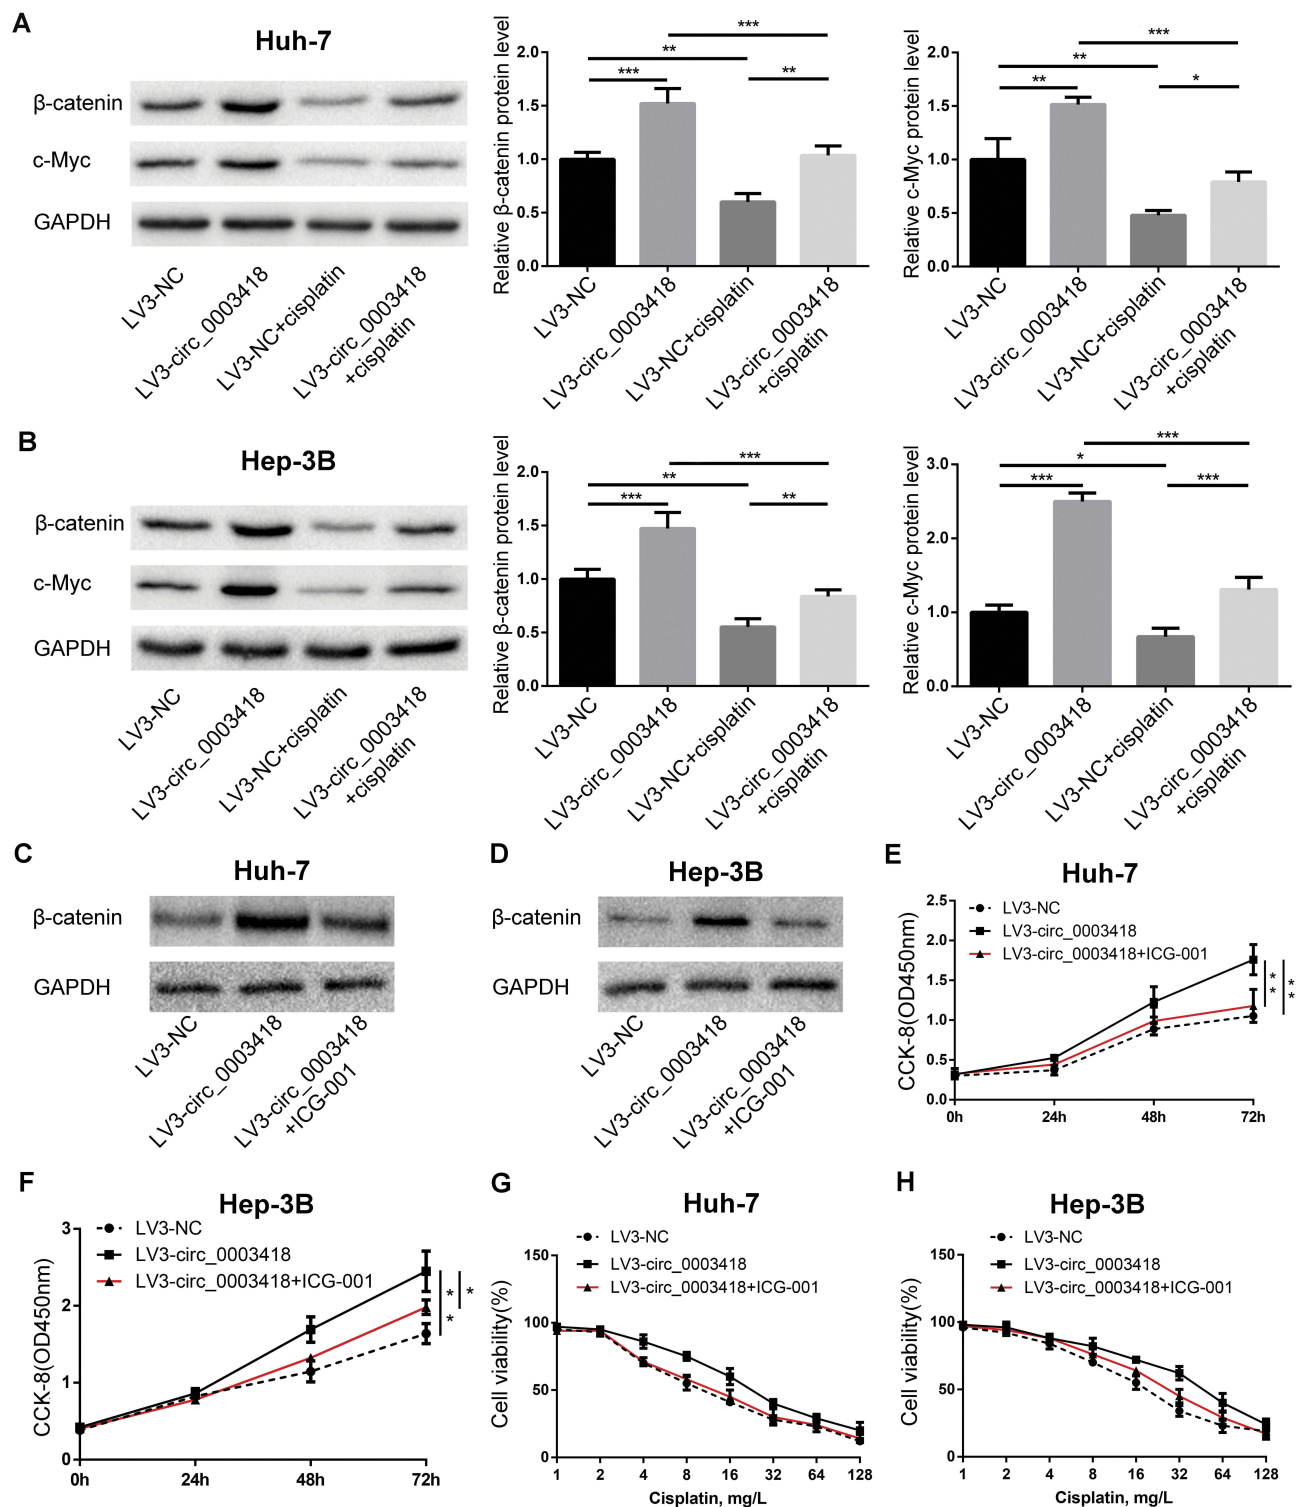 A
Huh-7
β-catenin
c-Myc
GAPDH
LV3-NC
LV3-circ_0003418
LV3-NC+cisplatin
LV3-circ_0003418
+cisplatin
Relative β-catenin protein level
2.0
1.5
1.0
0.5
0.0
***
**
***
**
LV3-NC
LV3-circ_0003418
LV3-NC+cisplatin
LV3-circ_0003418
+cisplatin
Relative c-Myc protein level
2.0
1.5
1.0
0.5
0.0
***
**
**
*
LV3-NC
LV3-circ_0003418
LV3-NC+cisplatin
LV3-circ_0003418
+cisplatin
B
Hep-3B
β-catenin
c-Myc
GAPDH
LV3-NC
LV3-circ_0003418
LV3-NC+cisplatin
LV3-circ_0003418
+cisplatin
Relative β-catenin protein level
2.0
1.5
1.0
0.5
0.0
***
**
***
**
LV3-NC
LV3-circ_0003418
LV3-NC+cisplatin
LV3-circ_0003418
+cisplatin
Relative c-Myc protein level
3.0
2.0
1.0
0.0
***
*
***
***
LV3-NC
LV3-circ_0003418
LV3-NC+cisplatin
LV3-circ_0003418
+cisplatin
C
Huh-7
β-catenin
GAPDH
LV3-NC
LV3-circ_0003418
LV3-circ_0003418
+ICG-001
D
Hep-3B
β-catenin
GAPDH
LV3-NC
LV3-circ_0003418
LV3-circ_0003418
+ICG-001
E
Huh-7
LV3-NC
LV3-circ_0003418
LV3-circ_0003418+ICG-001
CCK-8(OD450nm)
2.5
2.0
1.5
1.0
0.5
0.0
**
**
0h 24h 48h 72h
F
Hep-3B
LV3-NC
LV3-circ_0003418
LV3-circ_0003418+ICG-001
CCK-8(OD450nm)
3
2
1
0
**
*
0h 24h 48h 72h
G
Huh-7
LV3-NC
LV3-circ_0003418
LV3-circ_0003418+ICG-001
Cell viability(%)
150
100
50
0
1 2 4 8 16 32 64 128
Cisplatin, mg/L
H
Hep-3B
LV3-NC
LV3-circ_0003418
LV3-circ_0003418+ICG-001
Cell viability(%)
150
100
50
0
1 2 4 8 16 32 64 128
Cisplatin, mg/L